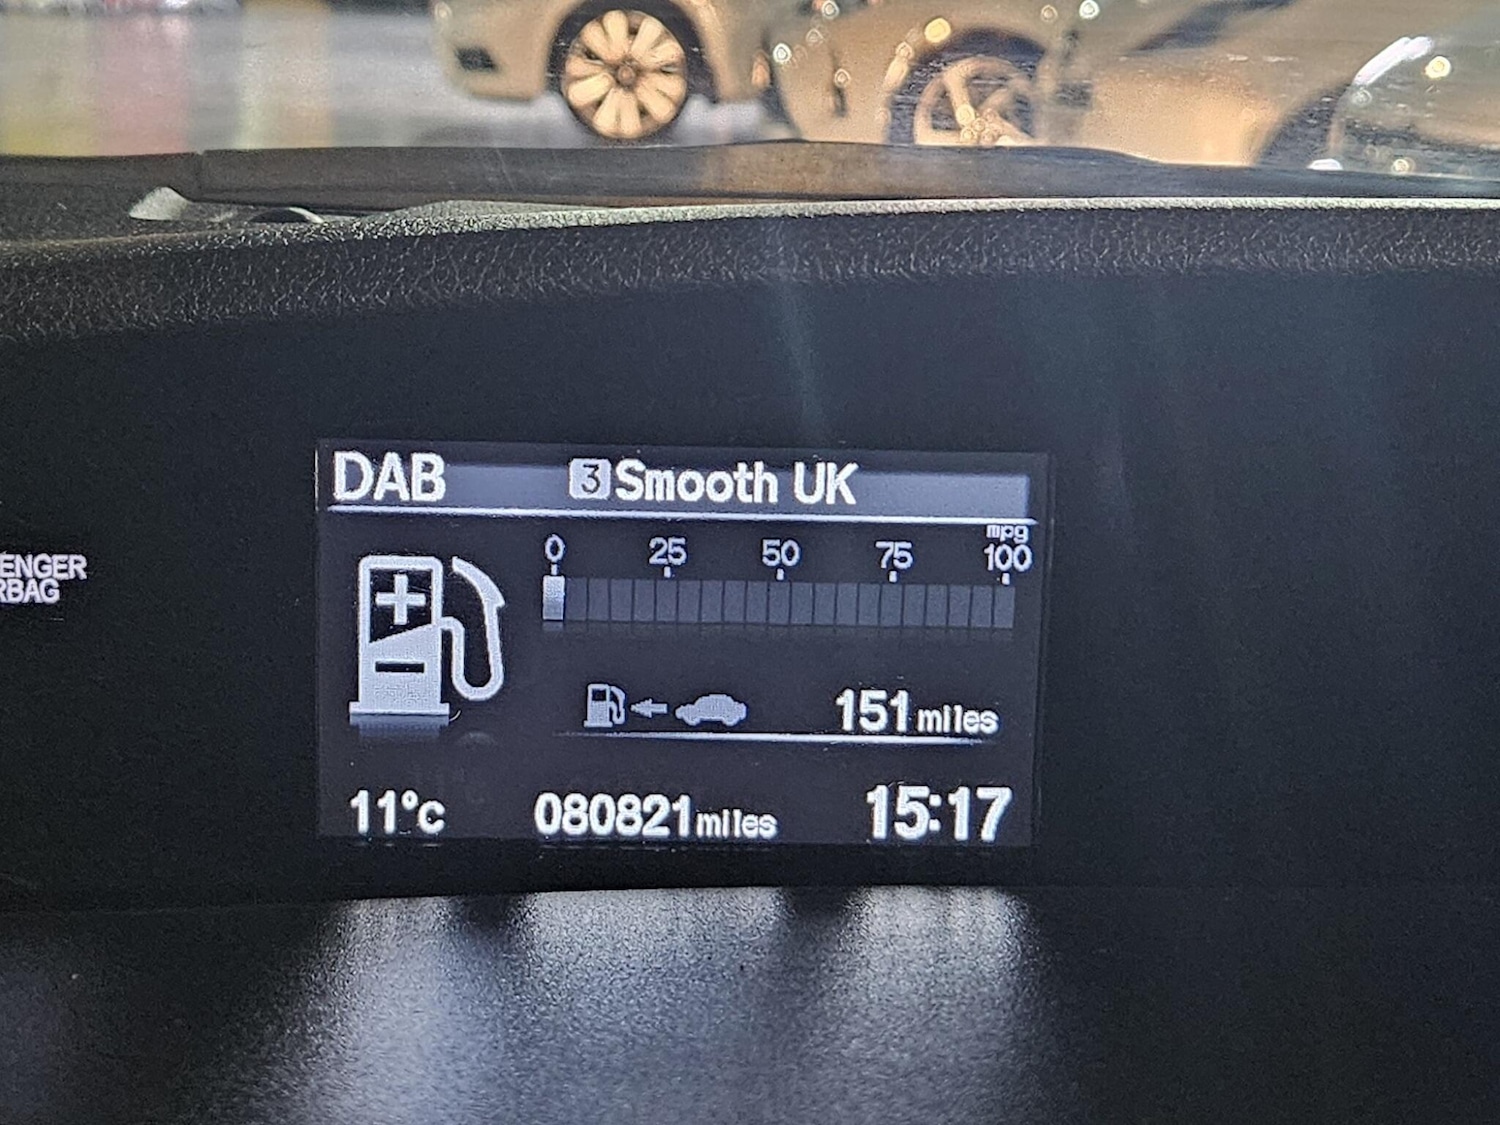 DAB 3 Smooth UK
mpg
0 25 50 75 100
ENGER
RBAG
151 miles
11°c 080821 miles 15:17